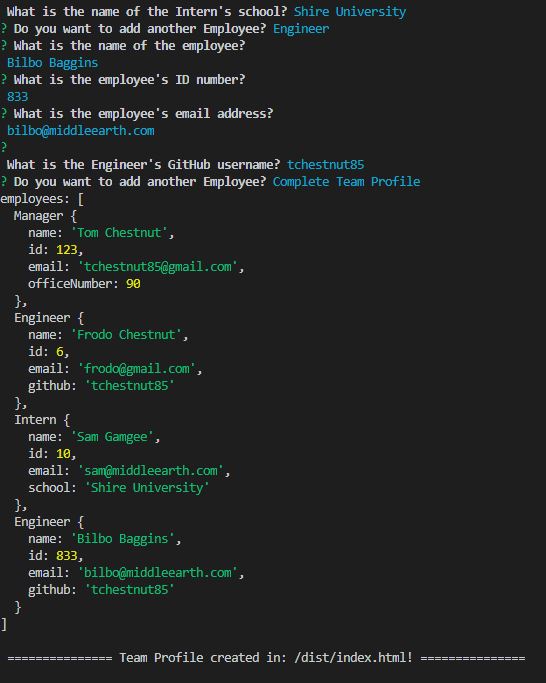 What is the name of the Intern's school? Shire University
? Do you want to add another Employee? Engineer
? What is the name of the employee?
Bilbo Baggins
? What is the employee's ID number?
833
? What is the employee's email address?
bilbo@middleearth.com
?
What is the Engineer's GitHub username? tchestnut85
? Do you want to add another Employee? Complete Team Profile
employees: [
  Manager {
    name: 'Tom Chestnut',
    id: 123,
    email: 'tchestnut85@gmail.com',
    officeNumber: 90
  },
  Engineer {
    name: 'Frodo Chestnut',
    id: 6,
    email: 'frodo@gmail.com',
    github: 'tchestnut85'
  },
  Intern {
    name: 'Sam Gamgee',
    id: 10,
    email: 'sam@middleearth.com',
    school: 'Shire University'
  },
  Engineer {
    name: 'Bilbo Baggins',
    id: 833,
    email: 'bilbo@middleearth.com',
    github: 'tchestnut85'
  }
]
=============== Team Profile created in: /dist/index.html! ===============